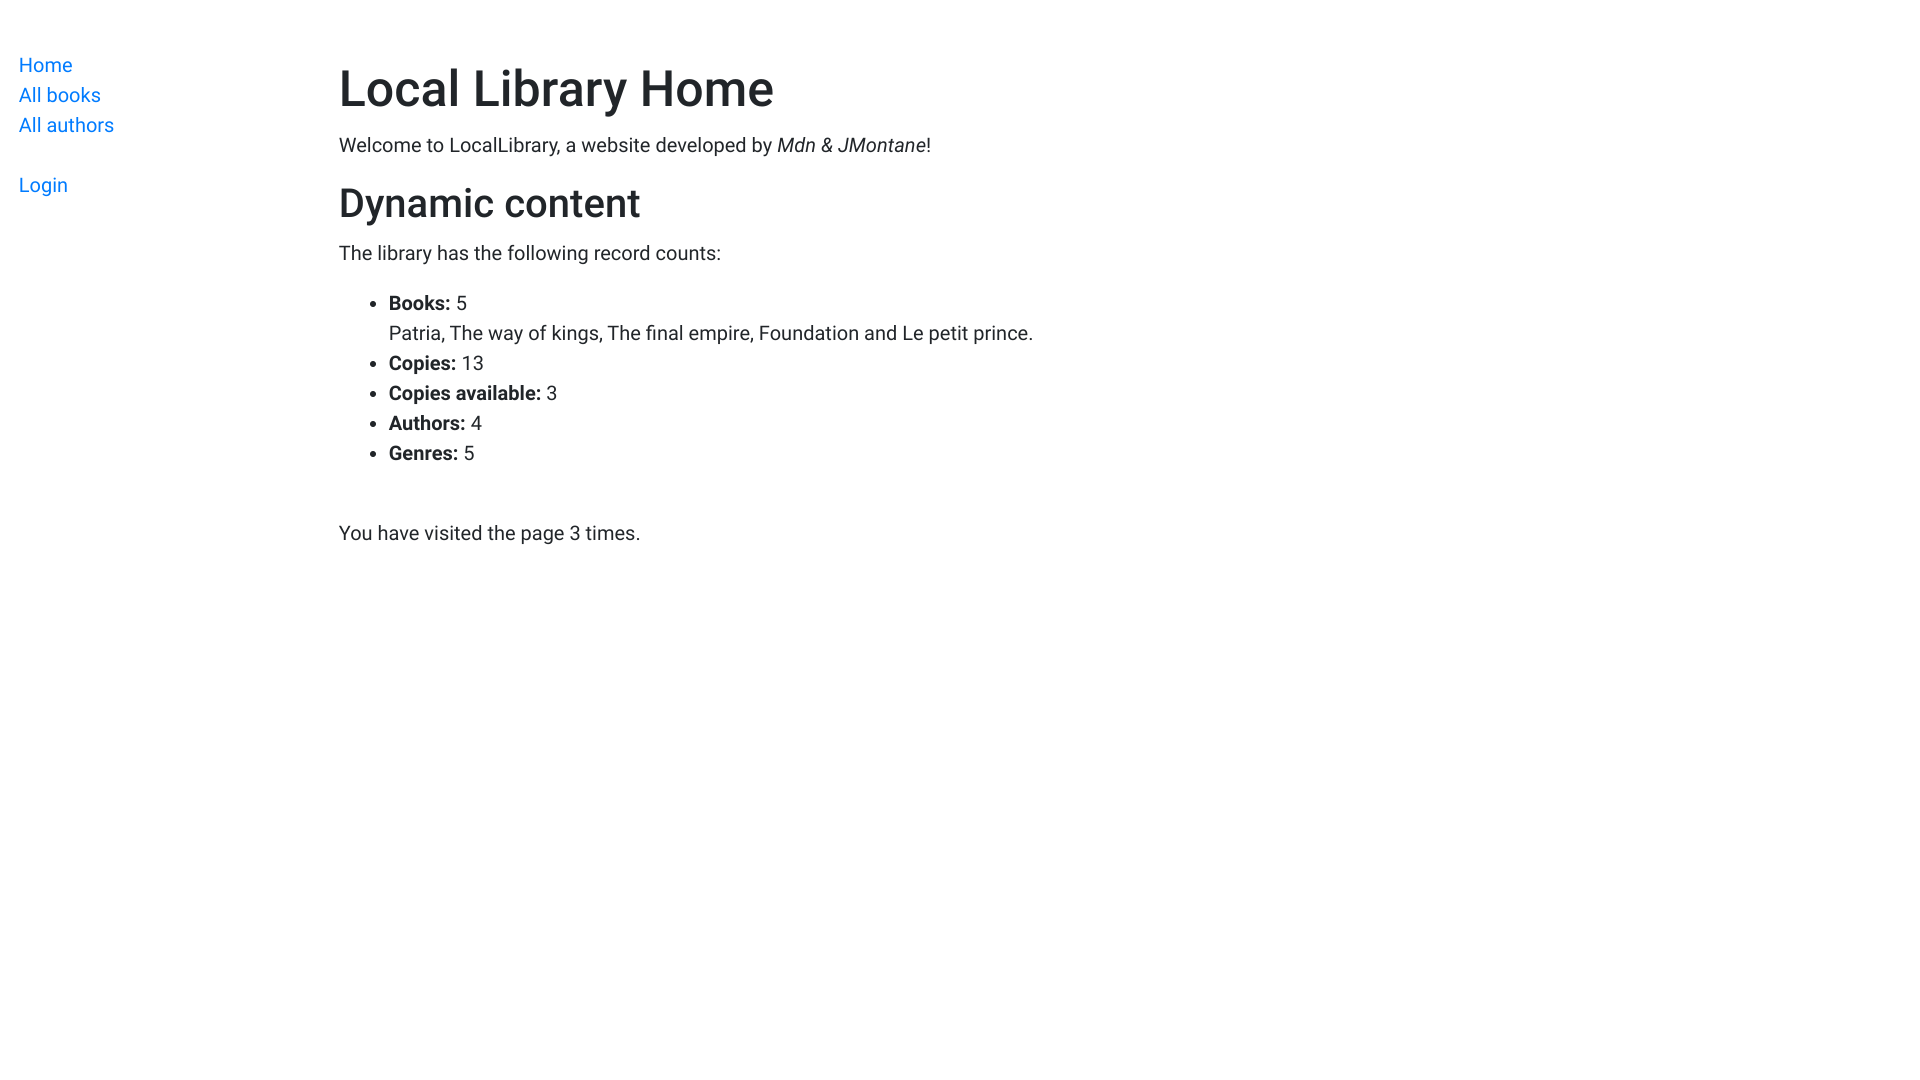 Home
All books
All authors
Login
Local Library Home
Welcome to LocalLibrary, a website developed by Mdn & JMontane!
Dynamic content
The library has the following record counts:
Books: 5
Patria, The way of kings, The final empire, Foundation and Le petit prince.
Copies: 13
Copies available: 3
Authors: 4
Genres: 5
You have visited the page 3 times.